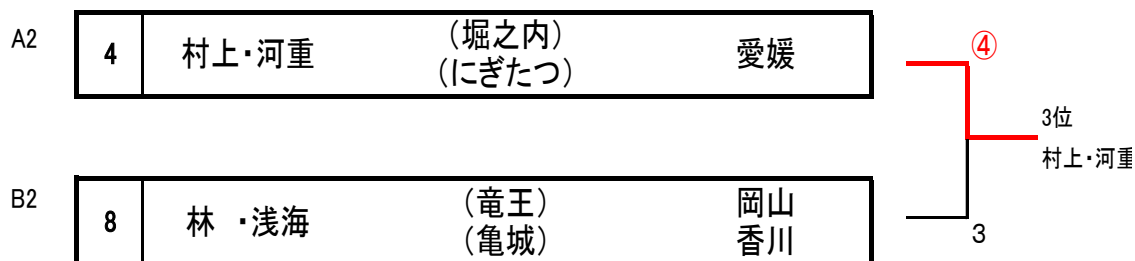 A2 4 村上・河重 (堀之内) 愛媛 ④
(にぎたつ)
3位
村上・河重
B2 8 林 ・浅海 (竜王) 岡山
(亀城) 香川
3